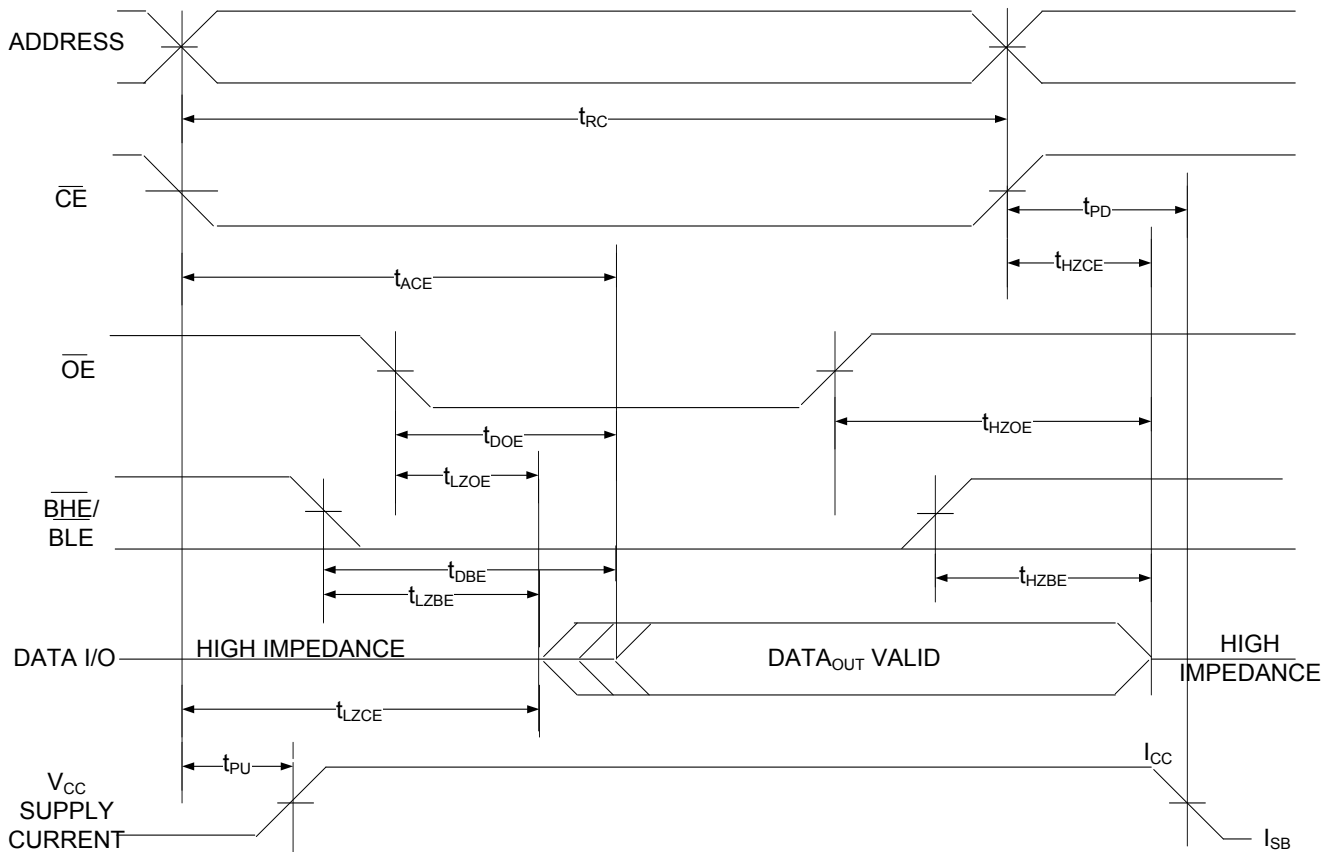 ADDRESS
tRC
CE
tPD
tHZCE
tACE
OE
tDOE
tHZOE
tLZOE
BHE/
BLE
tDBE
tHZBE
tLZBE
DATA I/O
HIGH IMPEDANCE
DATAOUT VALID
HIGH
IMPEDANCE
tLZCE
tPU
ICC
VCC
SUPPLY
CURRENT
ISB